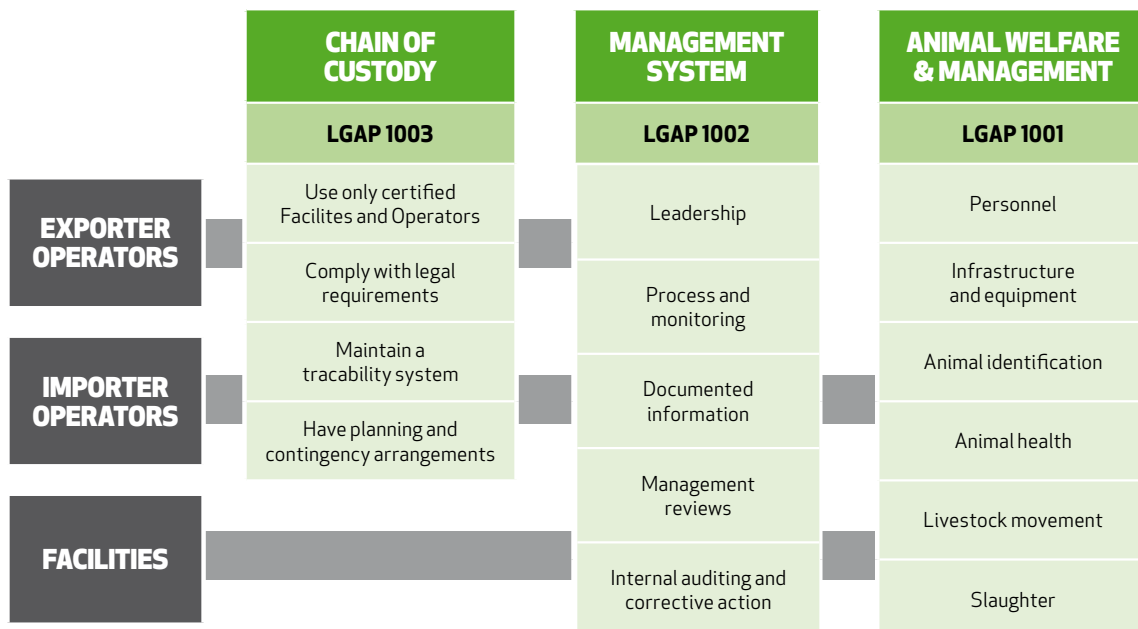 CHAIN OF
CUSTODY
MANAGEMENT
SYSTEM
ANIMAL WELFARE
& MANAGEMENT
LGAP 1003
LGAP 1002
LGAP 1001
EXPORTER
OPERATORS
IMPORTER
OPERATORS
FACILITIES
Use only certified
Facilites and Operators
Comply with legal
requirements
Maintain a
tracability system
Have planning and
contingency arrangements
Leadership
Process and
monitoring
Documented
information
Management
reviews
Internal auditing and
corrective action
Personnel
Infrastructure
and equipment
Animal identification
Animal health
Livestock movement
Slaughter